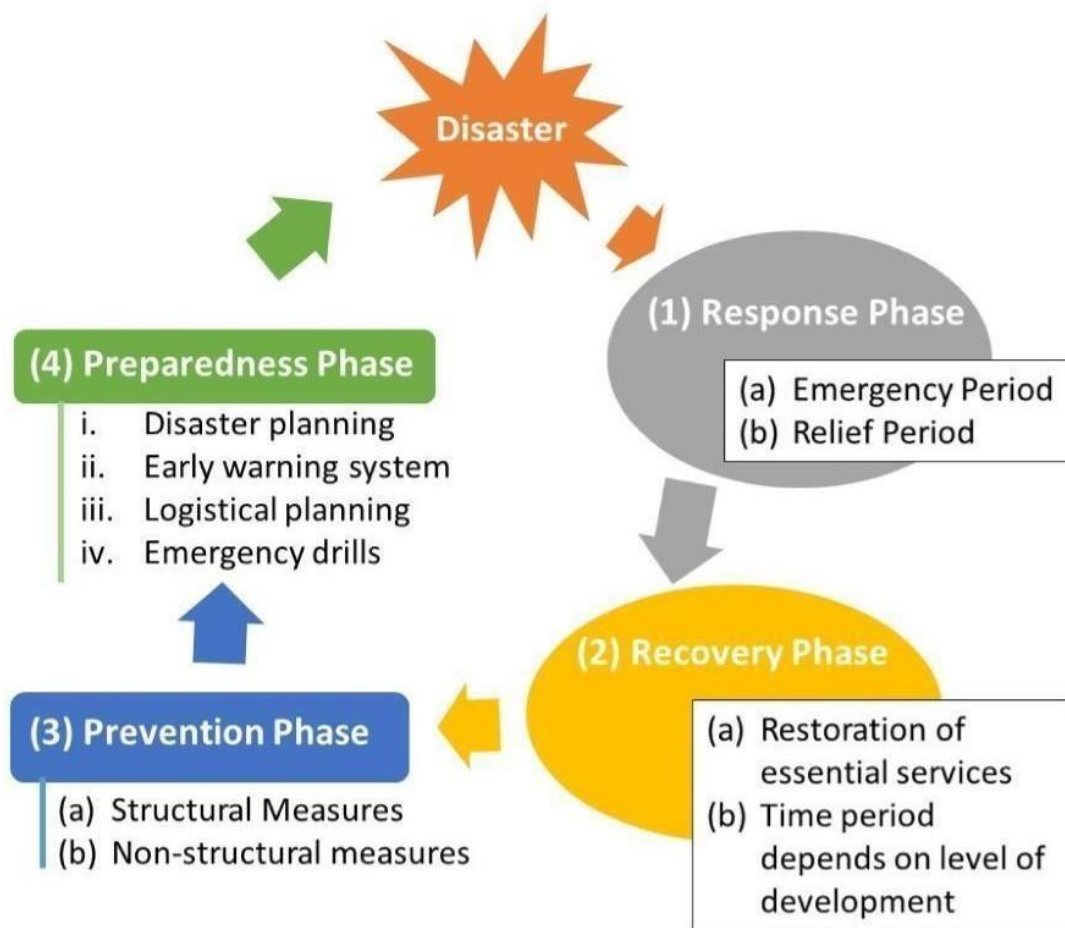 Disaster
(1) Response Phase
(a) Emergency Period
(b) Relief Period
(2) Recovery Phase
(a) Restoration of
essential services
(b) Time period
depends on level of
development
(3) Prevention Phase
(a) Structural Measures
(b) Non-structural measures
(4) Preparedness Phase
i. Disaster planning
ii. Early warning system
iii. Logistical planning
iv. Emergency drills